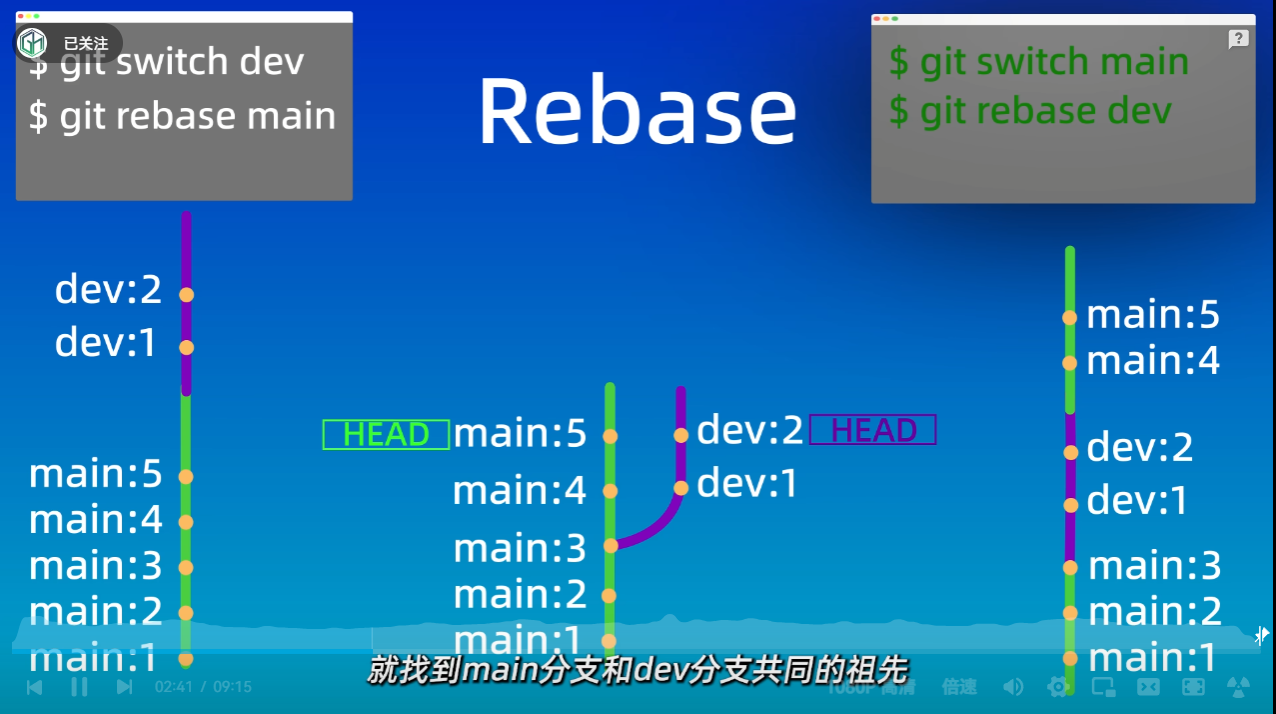 已关注
$ git switch dev
$ git rebase main
Rebase
$ git switch main
$ git rebase dev
?
dev:2
dev:1
main:5
main:4
main:3
main:2
main:1
HEAD
main:5
main:4
main:3
main:2
main:1
dev:2
HEAD
dev:1
main:5
main:4
dev:2
dev:1
main:3
main:2
main:1
就找到main分支和dev分支共同的祖先
02:41 / 09:15
1080P 高清
倍速